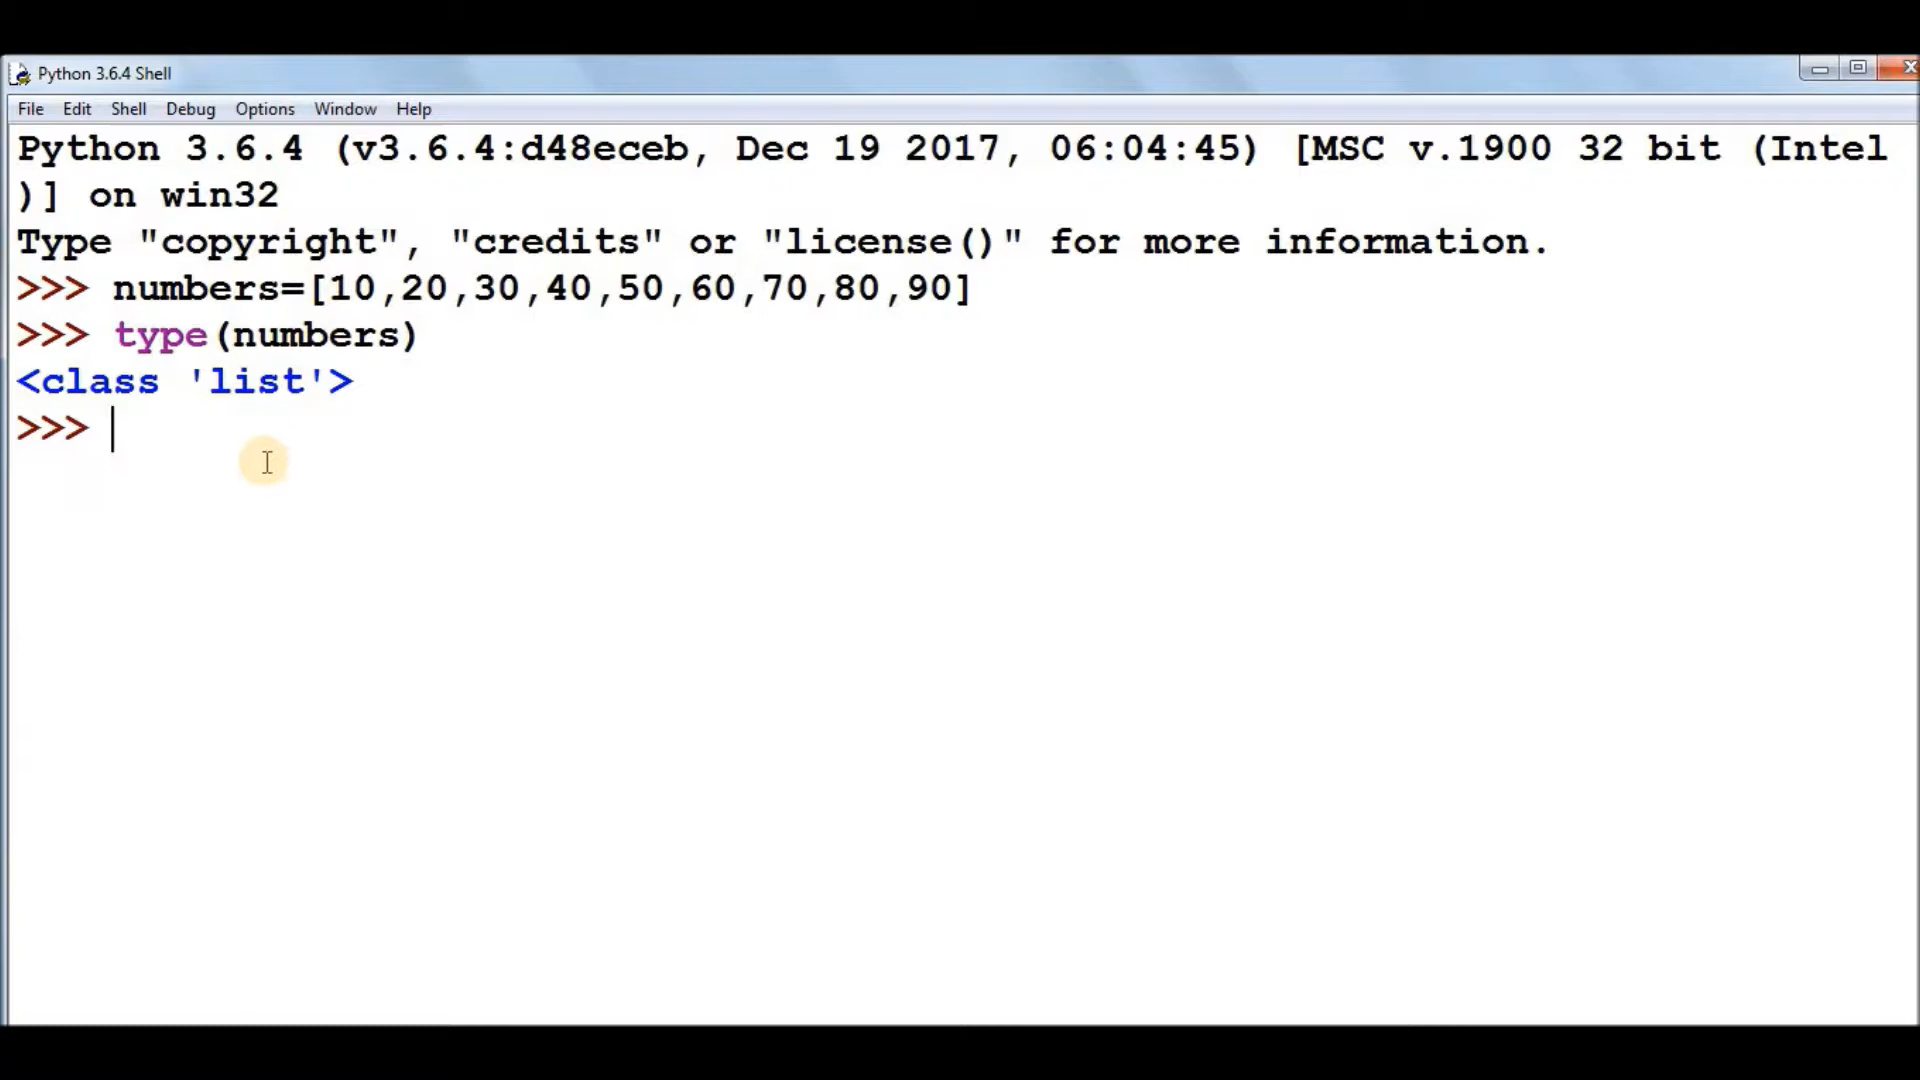 Python 3.6.4 Shell
File Edit Shell Debug Options Window Help
Python 3.6.4 (v3.6.4:d48eceb, Dec 19 2017, 06:04:45) [MSC v.1900 32 bit (Intel
)] on win32
Type "copyright", "credits" or "license()" for more information.
>>> numbers=[10,20,30,40,50,60,70,80,90]
>>> type(numbers)
<class 'list'>
>>>